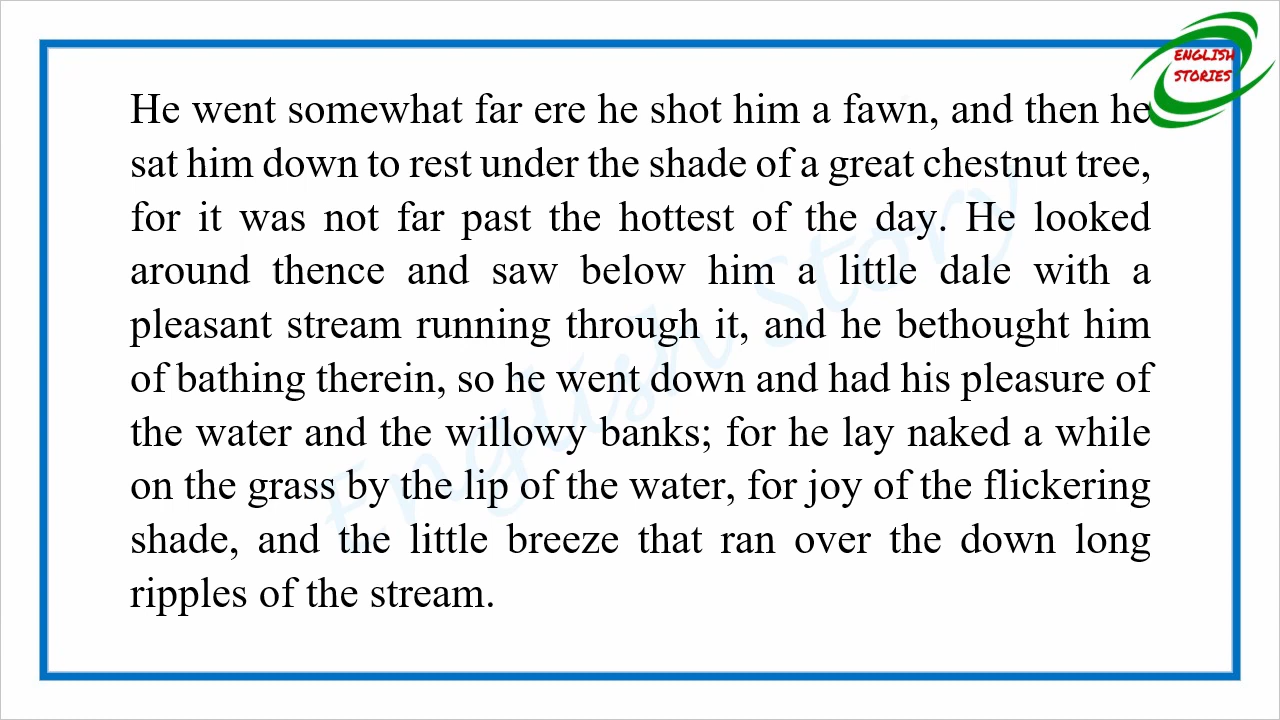 ENGLISH
STORIES
He went somewhat far ere he shot him a fawn, and then he
sat him down to rest under the shade of a great chestnut tree,
for it was not far past the hottest of the day. He looked
around thence and saw below him a little dale with a
pleasant stream running through it, and he bethought him
of bathing therein, so he went down and had his pleasure of
the water and the willowy banks; for he lay naked a while
on the grass by the lip of the water, for joy of the flickering
shade, and the little breeze that ran over the down long
ripples of the stream.
English Story